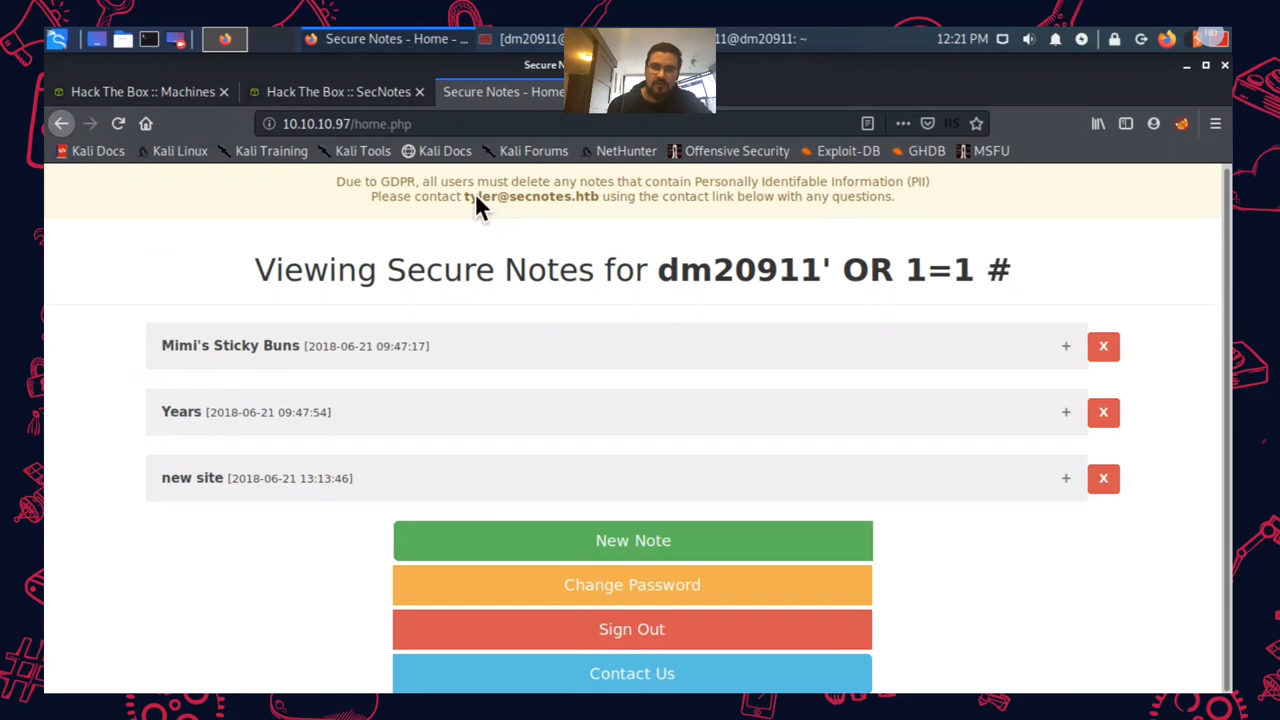 Secure Notes - Home - ...
[dm20911@
@dm20911: ~
12:21 PM
HD
Secure N
Hack The Box :: Machines
Hack The Box :: SecNotes
Secure Notes - Home
10.10.10.97/home.php
IIS
Kali Docs
Kali Linux
Kali Training
Kali Tools
Kali Docs
Kali Forums
NetHunter
Offensive Security
Exploit-DB
GHDB
MSFU
Due to GDPR, all users must delete any notes that contain Personally Identifable Information (PII)
Please contact tyler@secnotes.htb using the contact link below with any questions.
Viewing Secure Notes for dm20911' OR 1=1 #
Mimi's Sticky Buns [2018-06-21 09:47:17] + X
Years [2018-06-21 09:47:54] + X
new site [2018-06-21 13:13:46] + X
New Note
Change Password
Sign Out
Contact Us